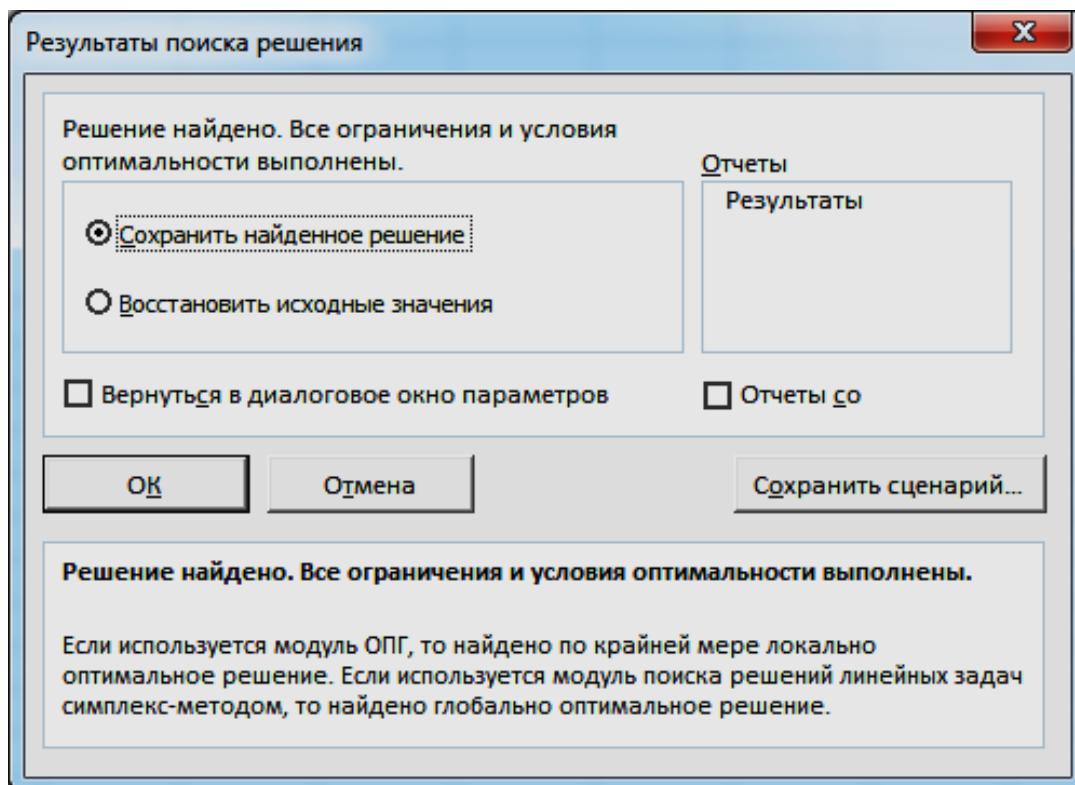 Результаты поиска решения
Решение найдено. Все ограничения и условия
оптимальности выполнены.
Отчеты
Результаты
Сохранить найденное решение
Восстановить исходные значения
Вернуться в диалоговое окно параметров
Отчеты со
ОК
Отмена
Сохранить сценарий...
Решение найдено. Все ограничения и условия оптимальности выполнены.
Если используется модуль ОПГ, то найдено по крайней мере локально
оптимальное решение. Если используется модуль поиска решений линейных задач
симплекс-методом, то найдено глобально оптимальное решение.